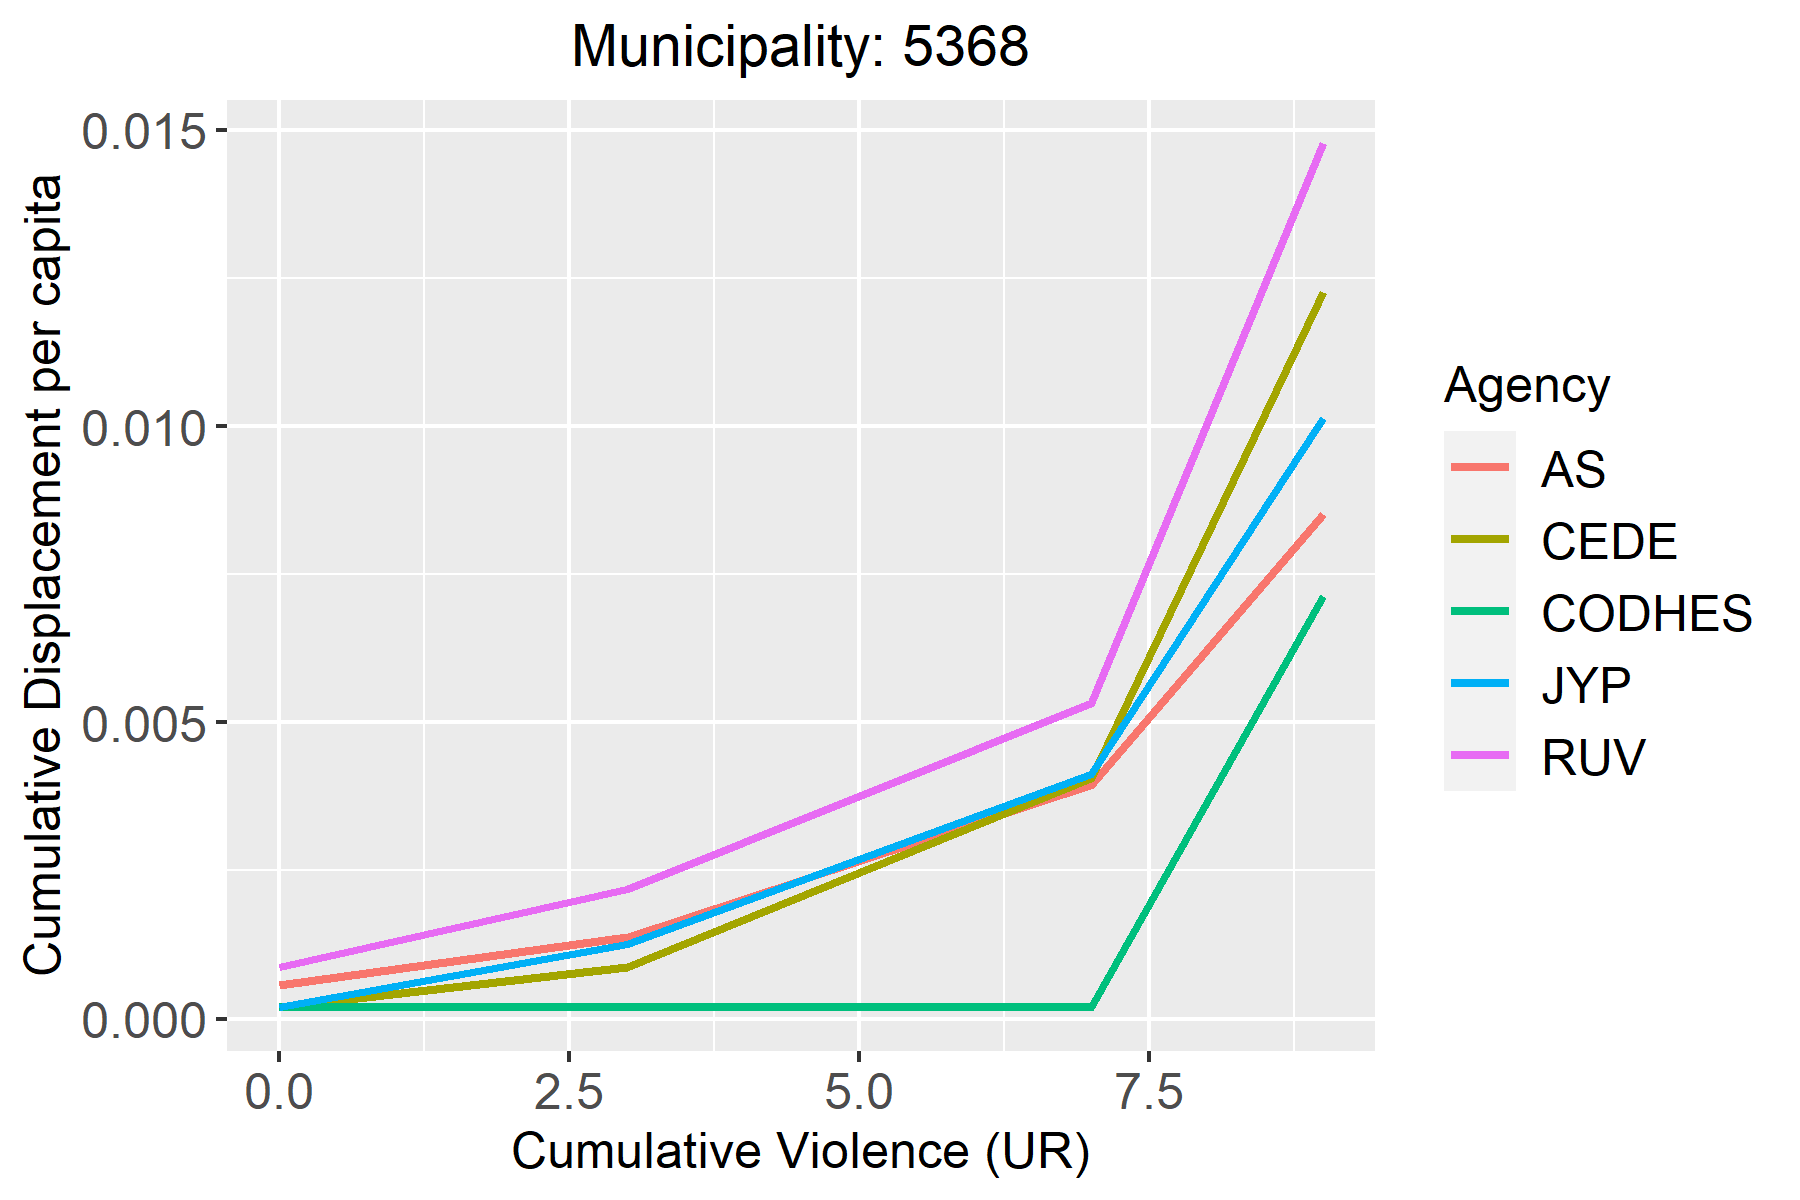 Municipality: 5368
Cumulative Displacement per capita
0.015
0.010
0.005
0.000
0.0 2.5 5.0 7.5
Cumulative Violence (UR)
Agency
AS
CEDE
CODHES
JYP
RUV